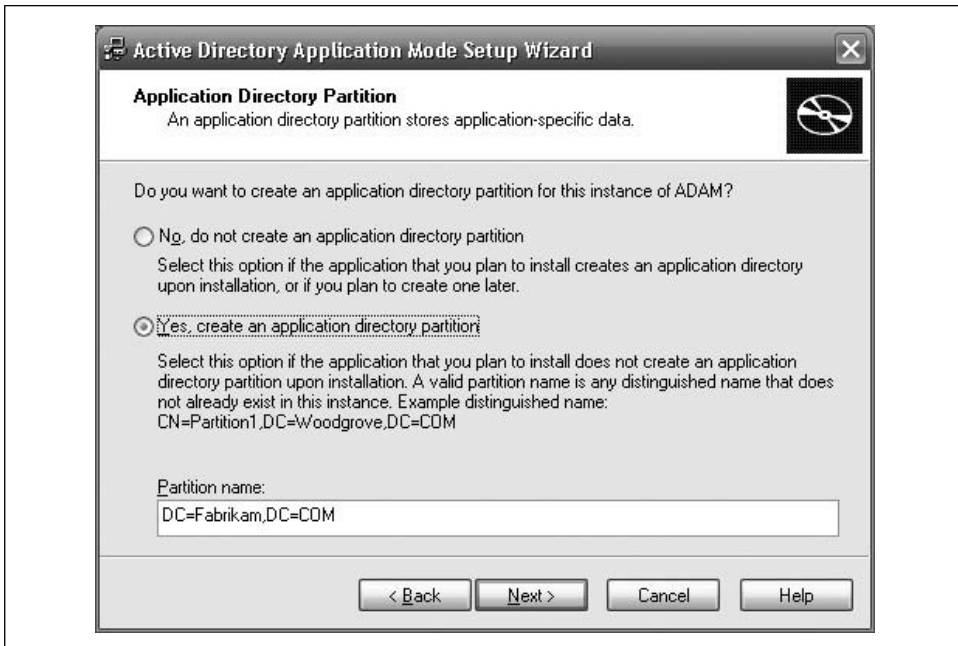 Active Directory Application Mode Setup Wizard
Application Directory Partition
An application directory partition stores application-specific data.
Do you want to create an application directory partition for this instance of ADAM?
No, do not create an application directory partition
Select this option if the application that you plan to install creates an application directory
upon installation, or if you plan to create one later.
Yes, create an application directory partition
Select this option if the application that you plan to install does not create an application
directory partition upon installation. A valid partition name is any distinguished name that does
not already exist in this instance. Example distinguished name:
CN=Partition1,DC=Woodgrove,DC=COM
Partition name:
DC=Fabrikam,DC=COM
< Back Next > Cancel Help